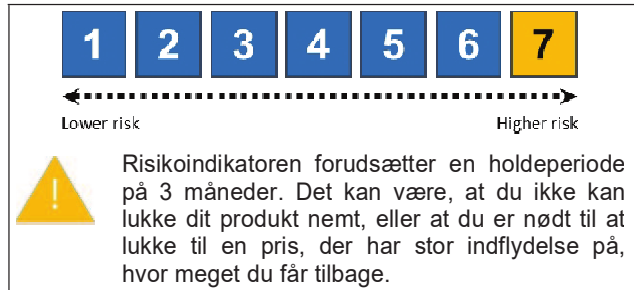 1 2 3 4 5 6 7
Lower risk Higher risk
Risikoindikatoren forudsætter en holdeperiode
på 3 måneder. Det kan være, at du ikke kan
lukke dit produkt nemt, eller at du er nødt til at
lukke til en pris, der har stor indflydelse på,
hvor meget du får tilbage.